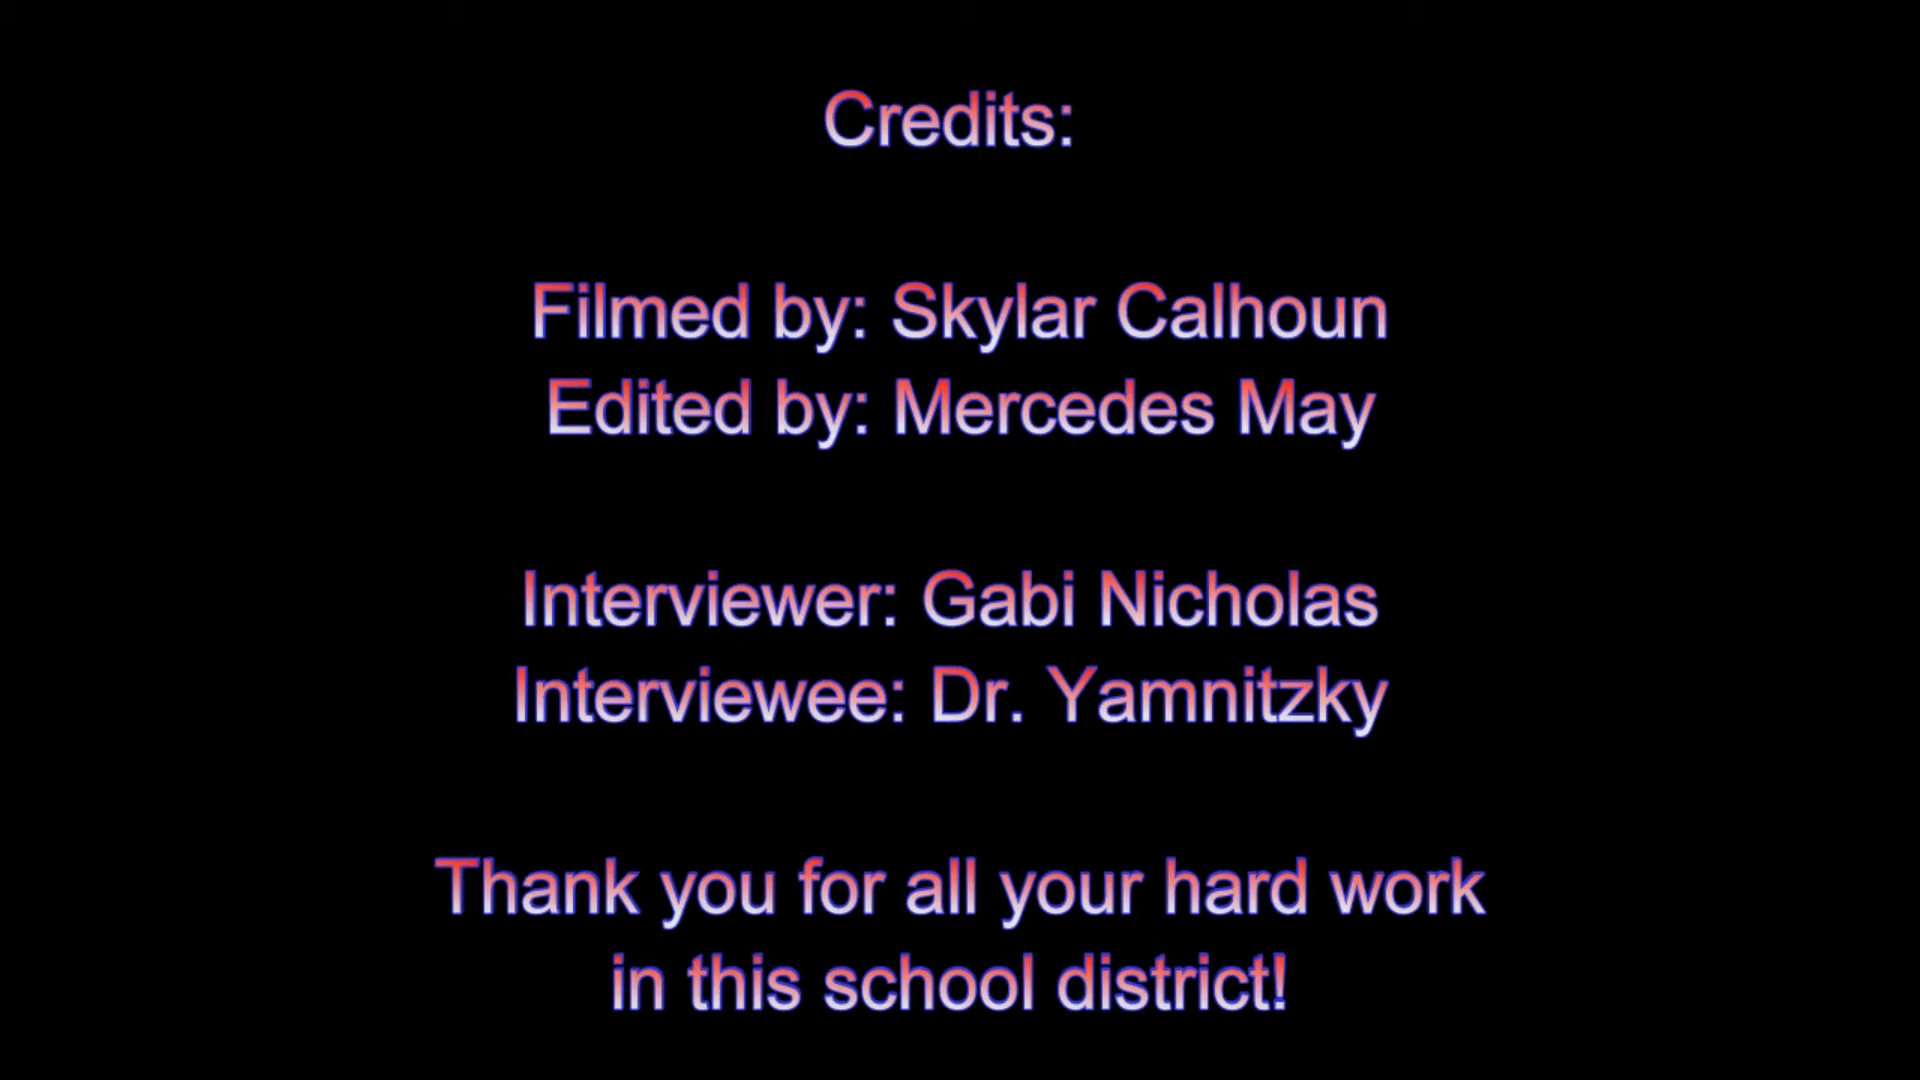 Credits:
Filmed by: Skylar Calhoun
Edited by: Mercedes May
Interviewer: Gabi Nicholas
Interviewee: Dr. Yamnitzky
Thank you for all your hard work
in this school district!